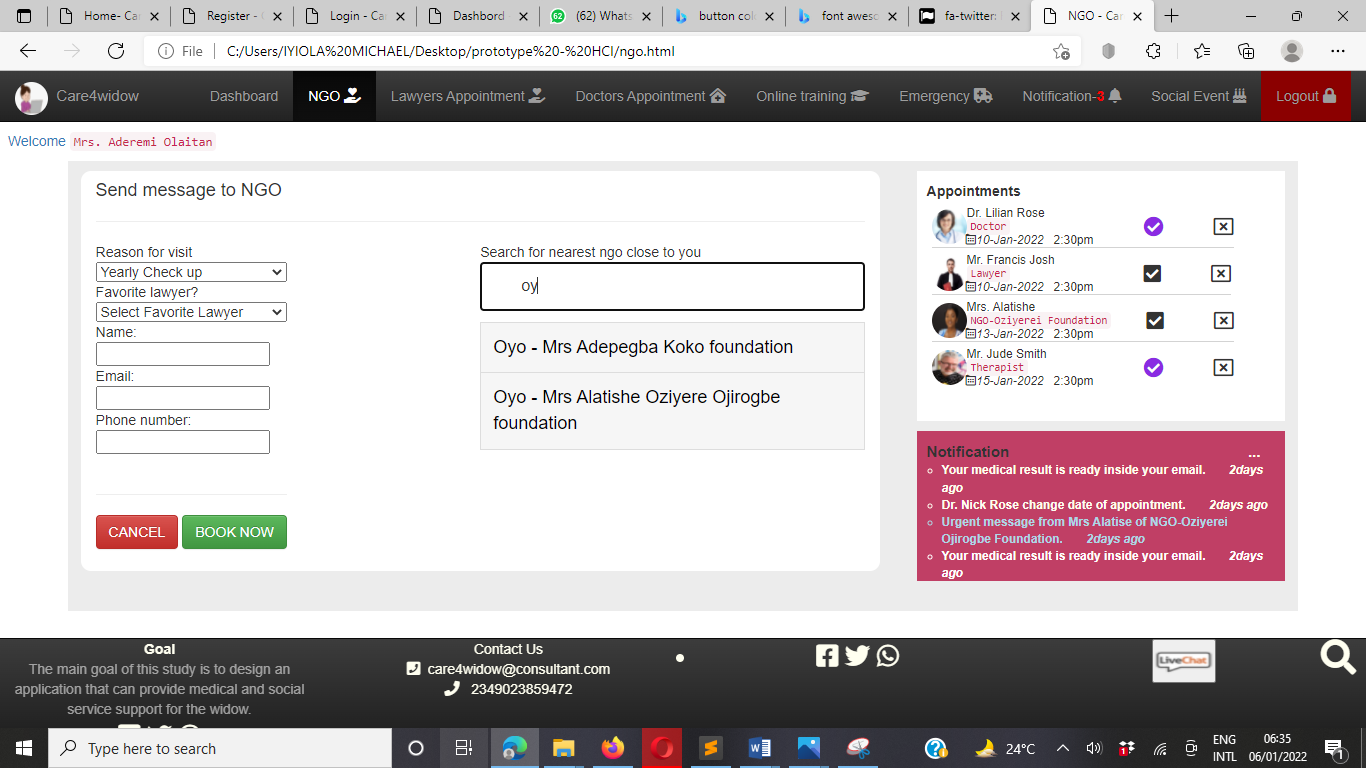 Home- Ca
Register - C
Login - Ca
Dashbord -
(62) Whats
button col
font awesc
fa-twitter:
NGO - Car
File
C:/Users/IYIOLA%20MICHAEL/Desktop/prototype%20-%20HCI/ngo.html
Care4widow
Dashboard
NGO
Lawyers Appointment
Doctors Appointment
Online training
Emergency
Notification-3
Social Event
Logout
Welcome Mrs. Aderemi Olaitan
Send message to NGO
Reason for visit
Yearly Check up
Favorite lawyer?
Select Favorite Lawyer
Name:
Email:
Phone number:
CANCEL
BOOK NOW
Search for nearest ngo close to you
oy
Oyo - Mrs Adepegba Koko foundation
Oyo - Mrs Alatishe Oziyere Ojirogbe
foundation
Appointments
Dr. Lilian Rose
Doctor
10-Jan-2022 2:30pm
Mr. Francis Josh
Lawyer
10-Jan-2022 2:30pm
Mrs. Alatishe
NGO-Oziyerei Foundation
13-Jan-2022 2:30pm
Mr. Jude Smith
Therapist
15-Jan-2022 2:30pm
Notification ...
Your medical result is ready inside your email. 2days
ago
Dr. Nick Rose change date of appointment. 2days ago
Urgent message from Mrs Alatise of NGO-Oziyerei
Ojirogbe Foundation. 2days ago
Your medical result is ready inside your email. 2days
ago
Goal
The main goal of this study is to design an
application that can provide medical and social
service support for the widow.
Contact Us
care4widow@consultant.com
2349023859472
LiveChat
Type here to search
24°C
ENG
INTL
06:35
06/01/2022
1